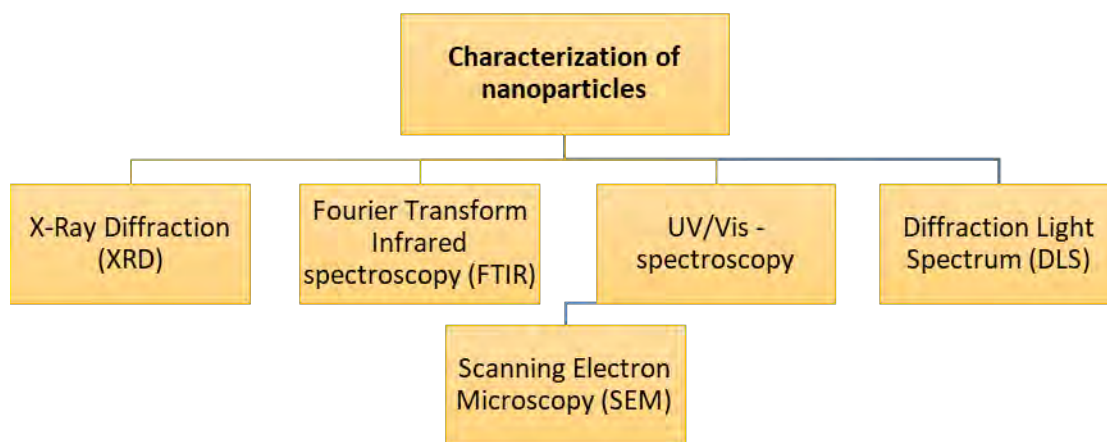 Characterization of
nanoparticles
X-Ray Diffraction
(XRD)
Fourier Transform
Infrared
spectroscopy (FTIR)
UV/Vis -
spectroscopy
Diffraction Light
Spectrum (DLS)
Scanning Electron
Microscopy (SEM)